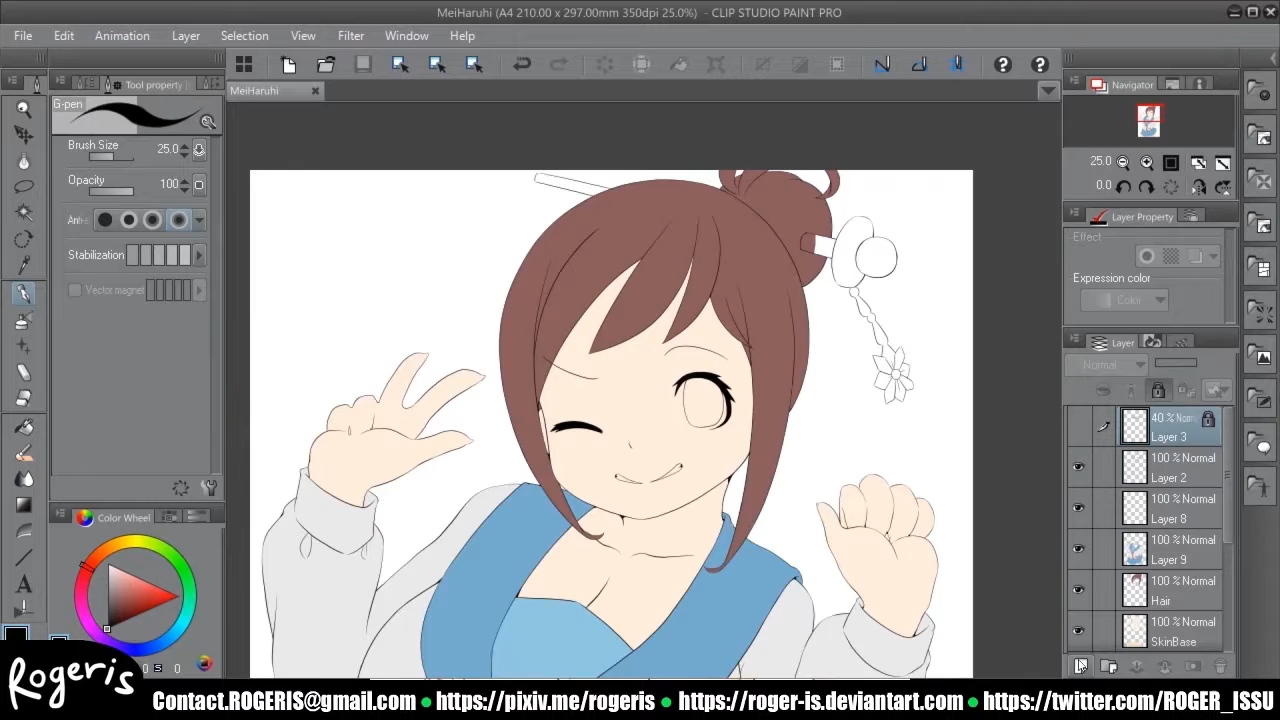 MeiHaruhi (A4 210.00 x 297.00mm 350dpi 25.0%) - CLIP STUDIO PAINT PRO
File Edit Animation Layer Selection View Filter Window Help
Tool property
MeiHaruhi
Navigator
G-pen
Brush Size 25.0
Opacity 100
Anti-a
Stabilization
Vector magnet
Color Wheel
0 S 0
25.0
0.0
Layer Property
Effect
Expression color
Color
Layer
Normal
40 % Norm
Layer 3
100 % Normal
Layer 2
100 % Normal
Layer 8
100 % Normal
Layer 9
100 % Normal
Hair
100 % Normal
SkinBase
Rogeris
Contact.ROGERIS@gmail.com ● https://pixiv.me/rogeris ● https://roger-is.deviantart.com ● https://twitter.com/ROGER_ISSU